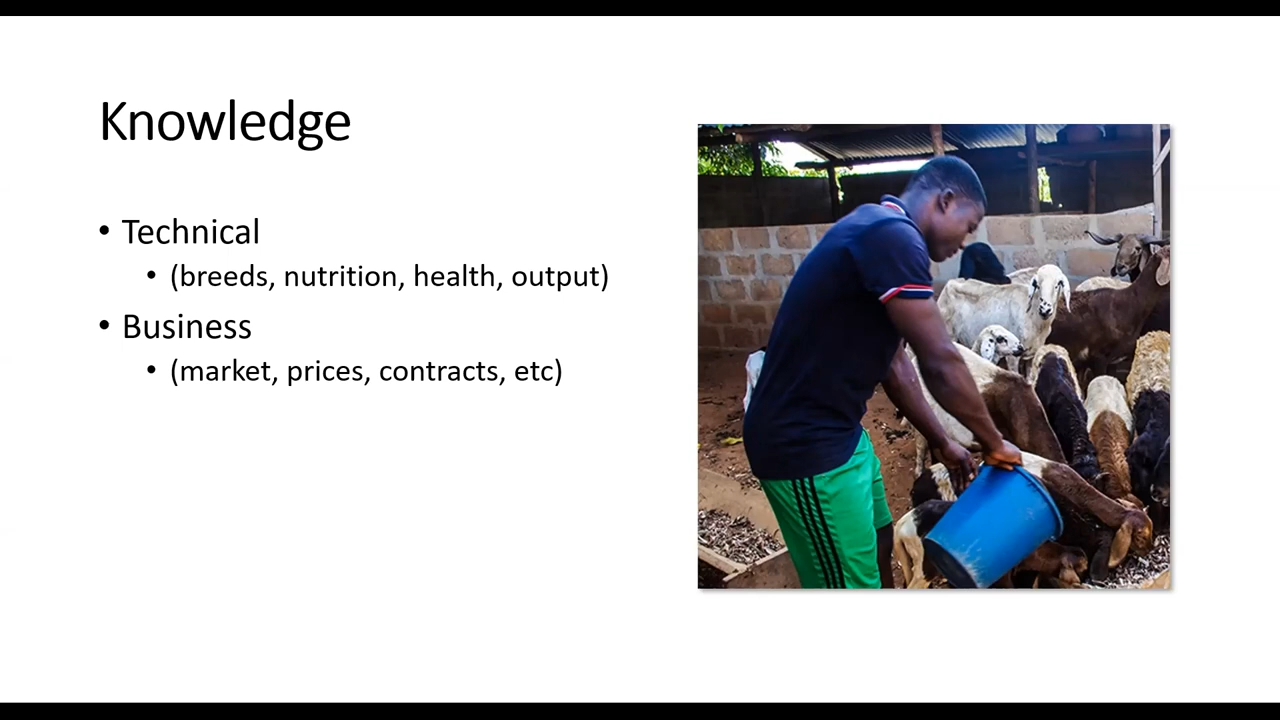 Knowledge
• Technical
• (breeds, nutrition, health, output)
• Business
• (market, prices, contracts, etc)